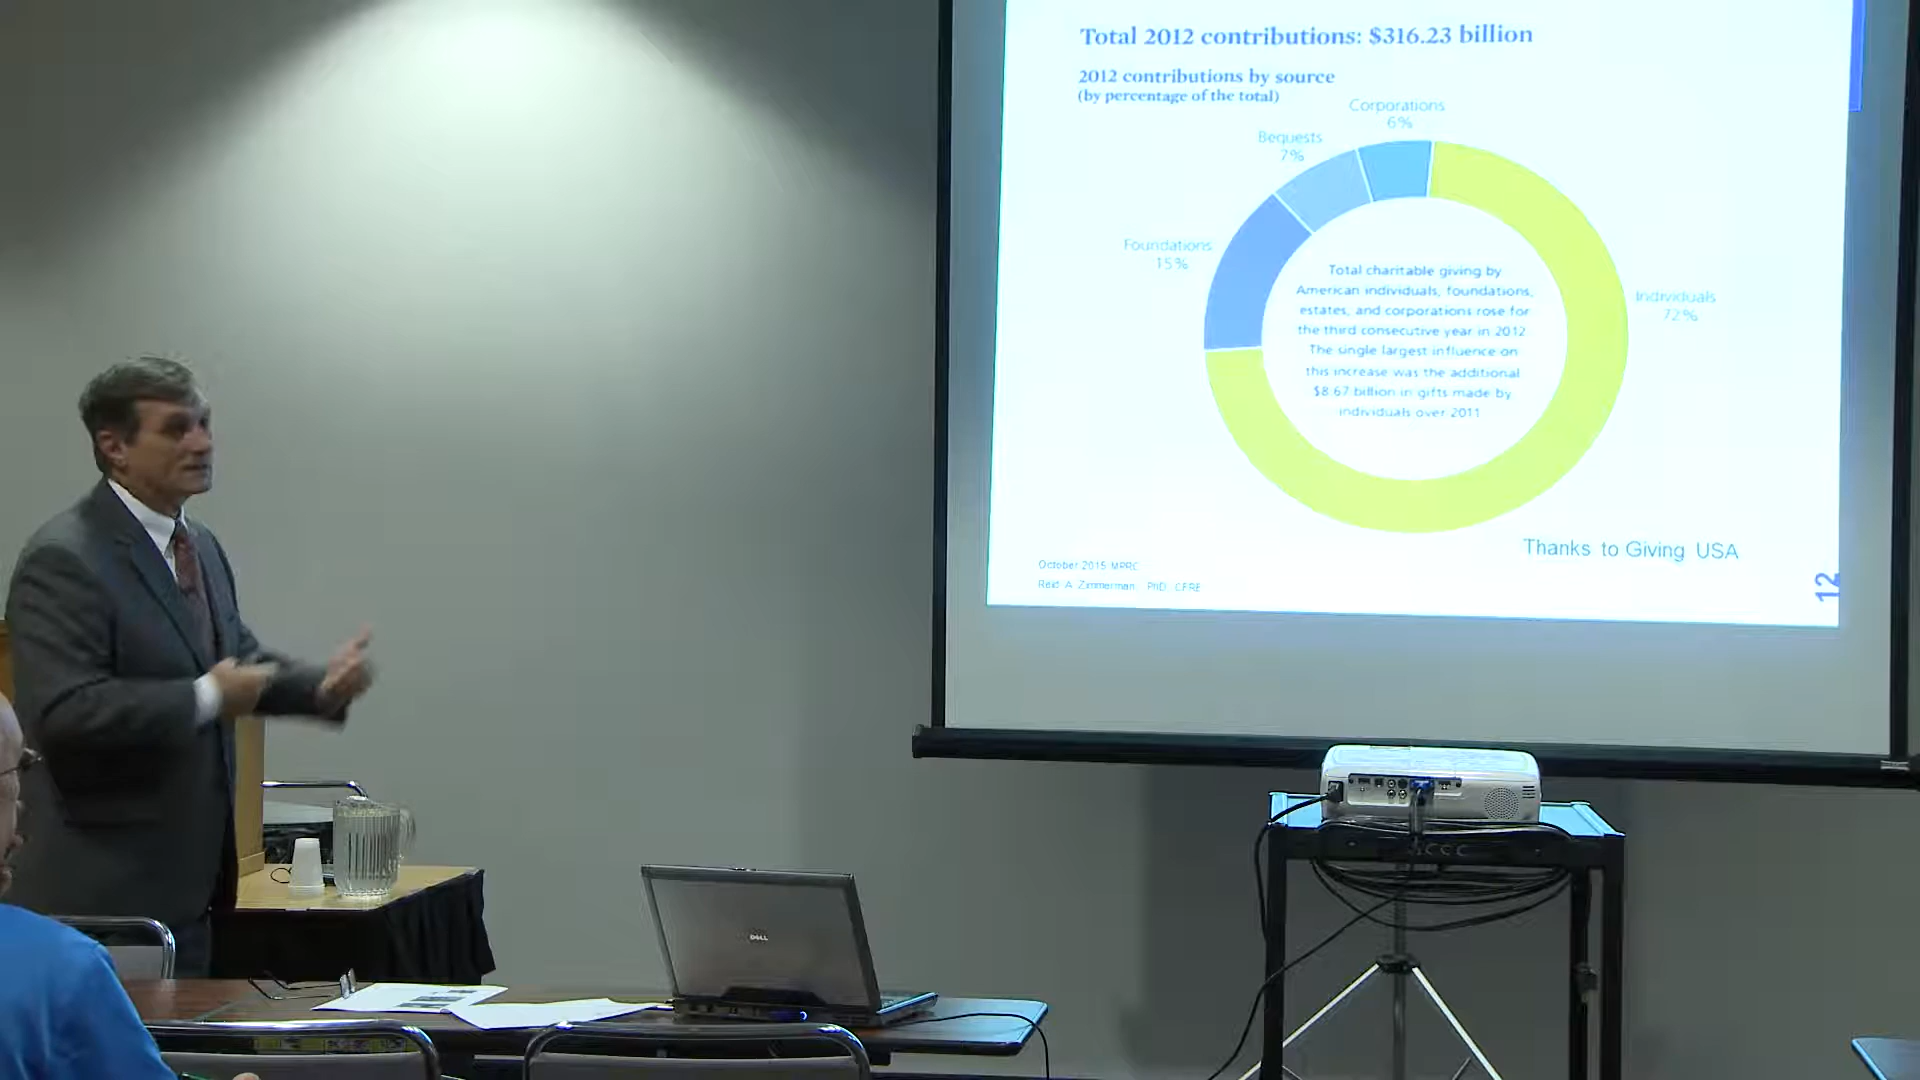 Total 2012 contributions: $316.23 billion
2012 contributions by source
(by percentage of the total)
Corporations
6%
Bequests
7%
Foundations
15%
Individuals
72%
Total charitable giving by
American individuals, foundations,
estates, and corporations rose for
the third consecutive year in 2012
The single largest influence on
this increase was the additional
$8.67 billion in gifts made by
individuals over 2011
Thanks to Giving USA
October 2015 MPRC
Reid A. Zimmerman, PhD, CFRE
12
DELL